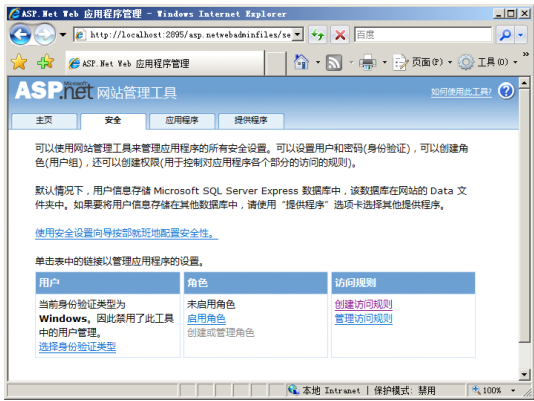 ASP.Net Web 应用程序管理 - Windows Internet Explorer
http://localhost:2895/asp.netwebadminfiles/se
百度
ASP.Net Web 应用程序管理
页面(P)
工具(O)
»
Microsoft
ASP.net 网站管理工具
如何使用此工具?
主页 安全 应用程序 提供程序
可以使用网站管理工具来管理应用程序的所有安全设置。可以设置用户和密码(身份验证)，可以创建角
色(用户组)，还可以创建权限(用于控制对应用程序各个部分的访问的规则)。
默认情况下，用户信息存储 Microsoft SQL Server Express 数据库中，该数据库在网站的 Data 文
件夹中。如果要将用户信息存储在其他数据库中，请使用“提供程序”选项卡选择其他提供程序。
使用安全设置向导按部就班地配置安全性。
单击表中的链接以管理应用程序的设置。
用户 角色 访问规则
当前身份验证类型为
Windows。因此禁用了此工具
中的用户管理。
选择身份验证类型
未启用角色
启用角色
创建或管理角色
创建访问规则
管理访问规则
本地 Intranet | 保护模式: 禁用
100%